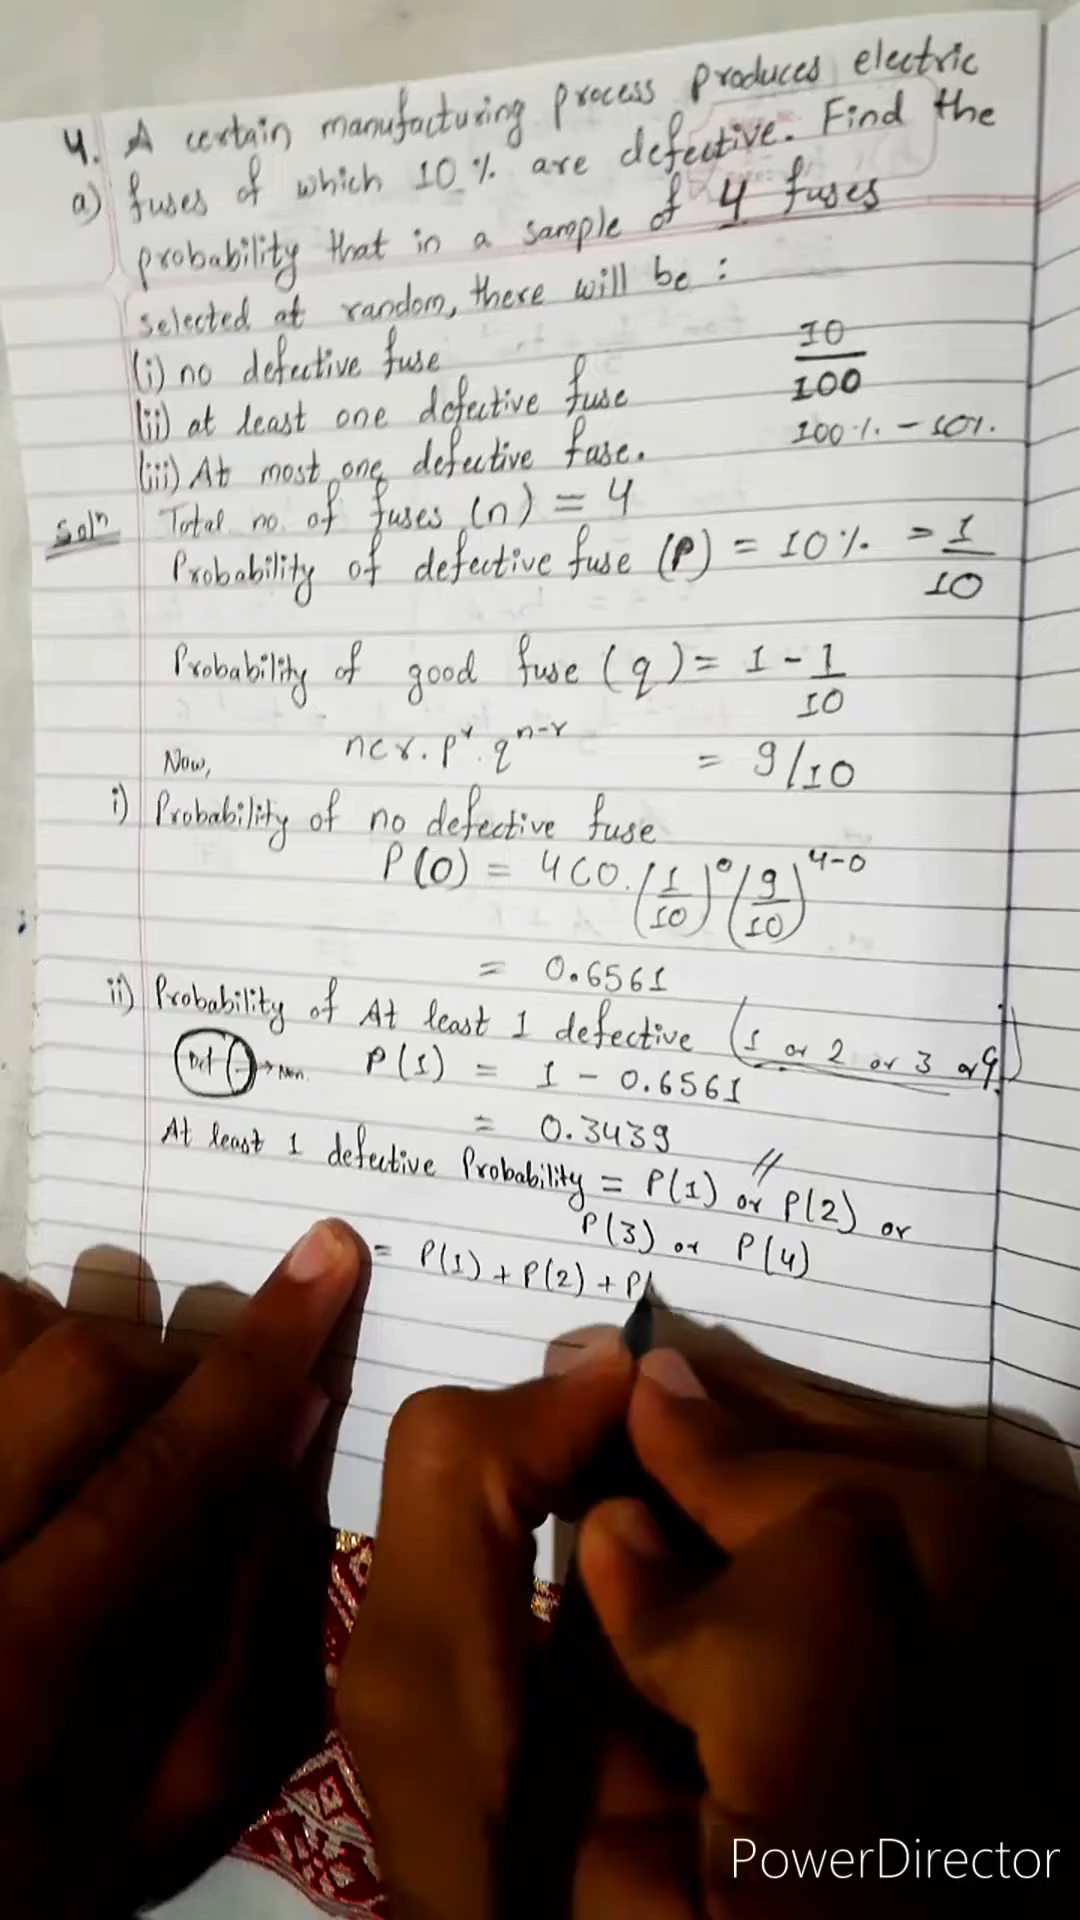 4. A certain manufacturing process produces electric
a) fuses of which 10 % are defective. Find the
probability that in a sample of 4 fuses
selected at random, there will be :
(i) no defective fuse
10/100
(ii) at least one defective fuse
100 % - 10%.
(iii) At most one defective fuse.
Soln Total no. of fuses (n) = 4
Probability of defective fuse (P) = 10 % = 1/10
Probability of good fuse (q) = 1 - 1/10
Now, ncr. p^r. q^n-r = 9/10
i) Probability of no defective fuse
P(0) = 4C0. (1/10)^0 (9/10)^4-0
= 0.6561
ii) Probability of At least 1 defective (1 or 2 or 3 or 4)
Def → Non. P(1) = 1 - 0.6561
= 0.3439 //
At least 1 defective Probability = P(1) or P(2) or
P(3) or P(4)
= P(1) + P(2) + P(
PowerDirector